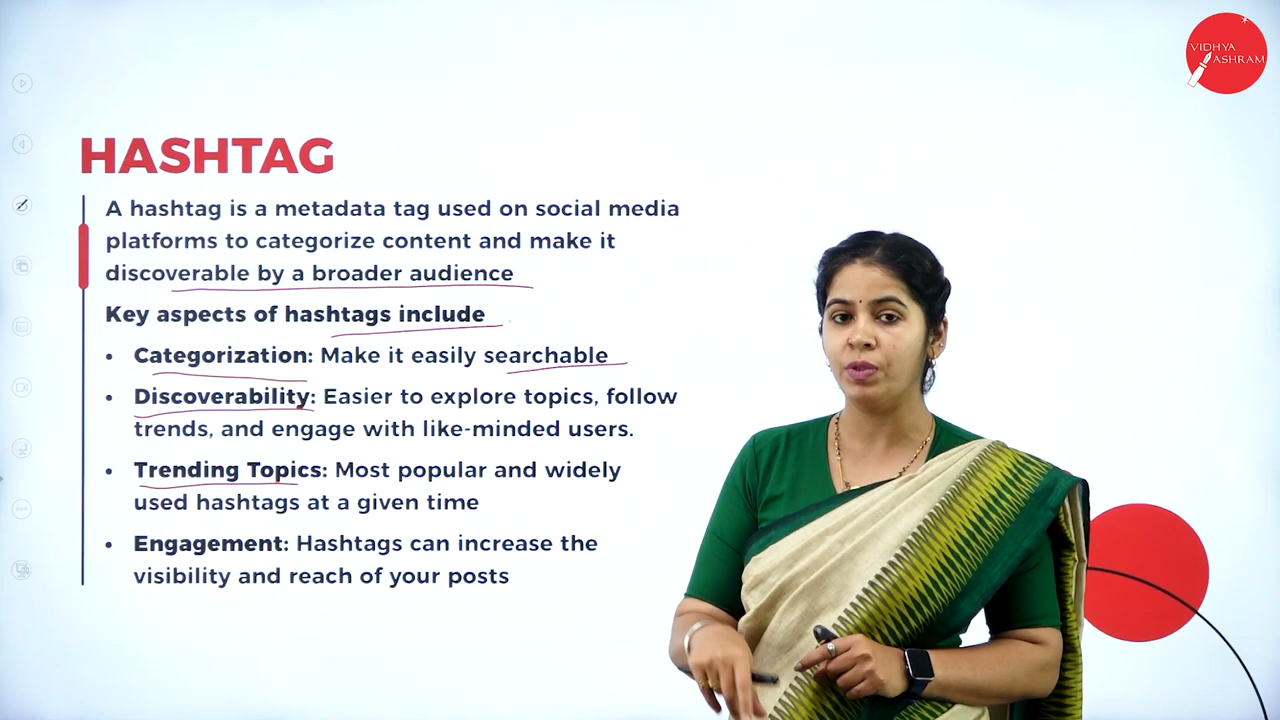 VIDHYA
ASHRAM
HASHTAG
A hashtag is a metadata tag used on social media
platforms to categorize content and make it
discoverable by a broader audience
Key aspects of hashtags include
• Categorization: Make it easily searchable
• Discoverability: Easier to explore topics, follow
trends, and engage with like-minded users.
• Trending Topics: Most popular and widely
used hashtags at a given time
• Engagement: Hashtags can increase the
visibility and reach of your posts